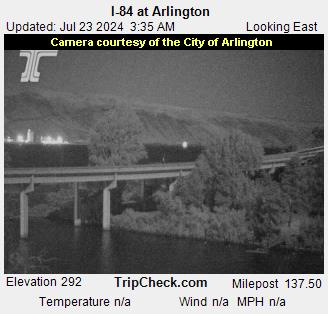 I-84 at Arlington
Updated: Jul 23 2024 3:35 AM Looking East
Camera courtesy of the City of Arlington
Elevation 292 TripCheck.com Milepost 137.50
Temperature n/a Wind n/a MPH n/a